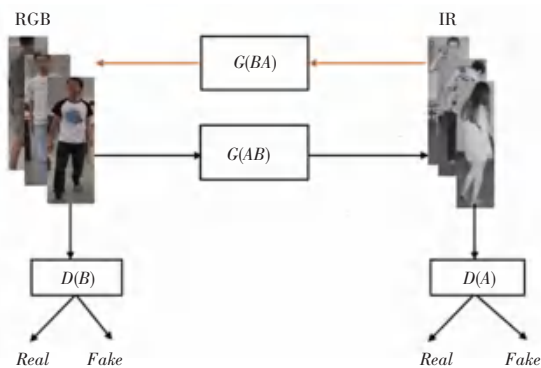 RGB
IR
G(BA)
G(AB)
D(B)
D(A)
Real
Fake
Real
Fake